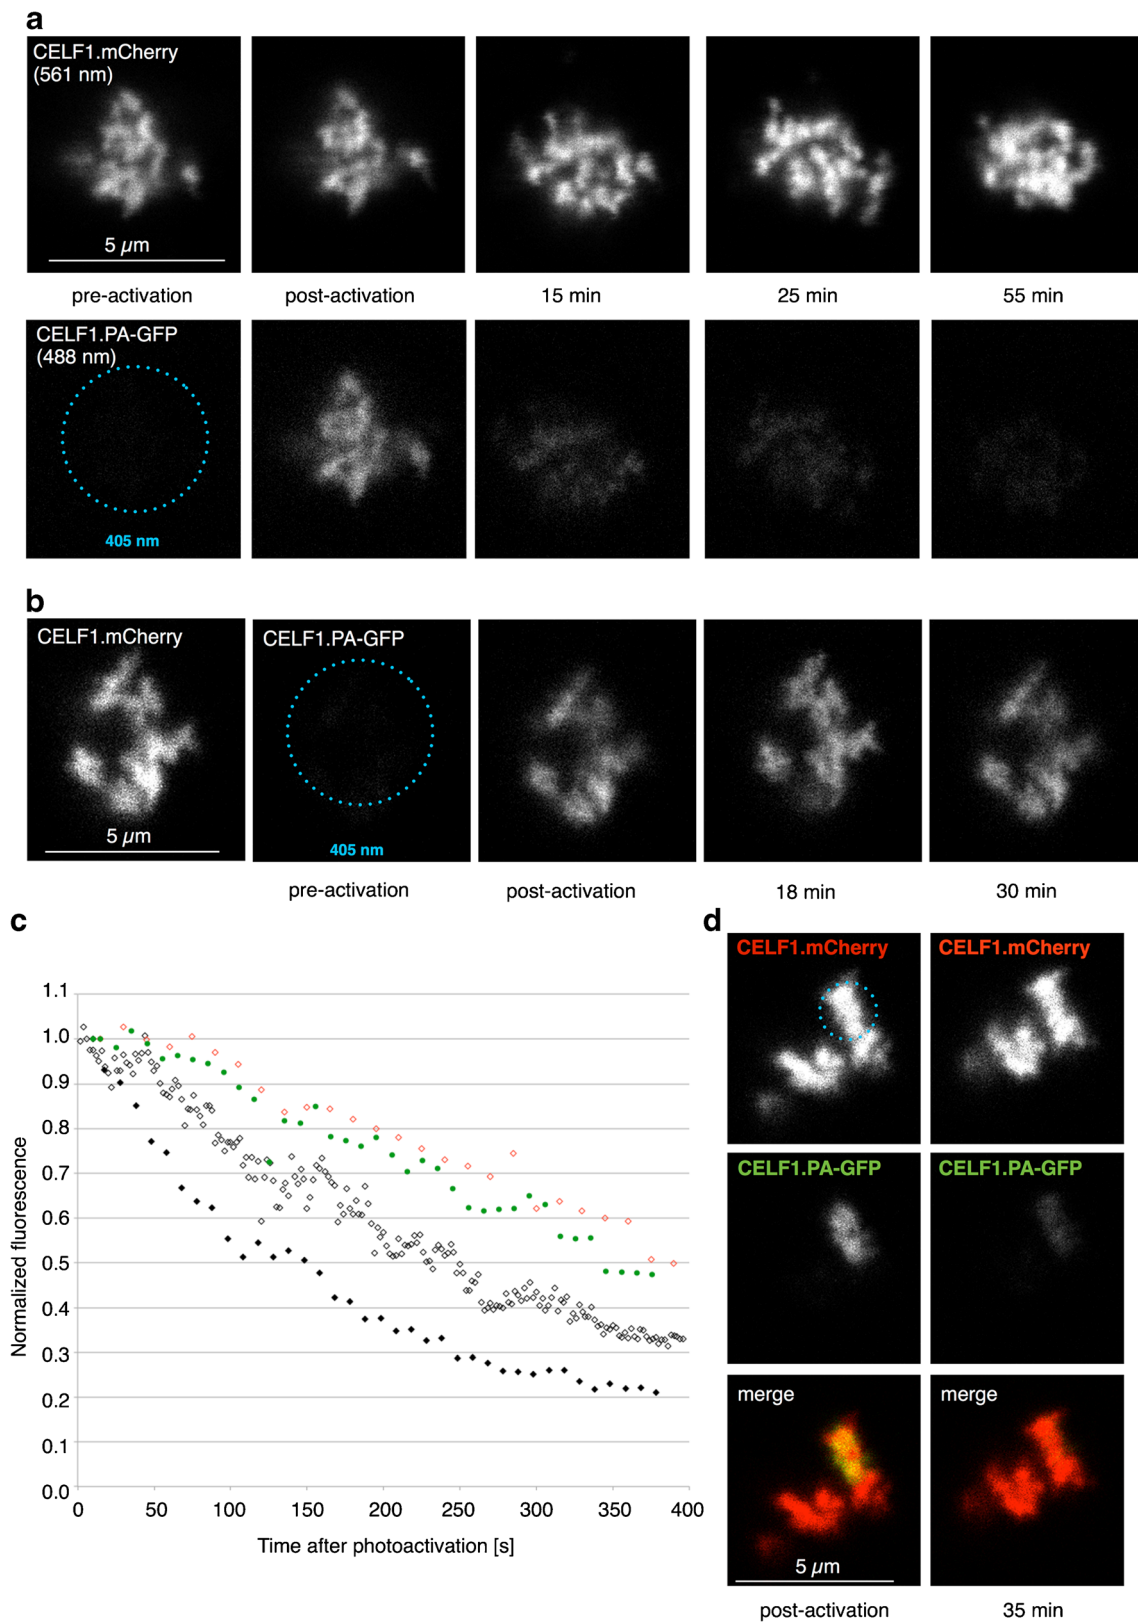 a
CELF1.mCherry
(561 nm)
5 µm
pre-activation
post-activation
15 min
25 min
55 min
CELF1.PA-GFP
(488 nm)
405 nm
b
CELF1.mCherry
CELF1.PA-GFP
5 µm
405 nm
pre-activation
post-activation
18 min
30 min
c
Normalized fluorescence
1.1
1.0
0.9
0.8
0.7
0.6
0.5
0.4
0.3
0.2
0.1
0.0
0 50 100 150 200 250 300 350 400
Time after photoactivation [s]
d
CELF1.mCherry
CELF1.mCherry
CELF1.PA-GFP
CELF1.PA-GFP
merge
merge
5 µm
post-activation
35 min